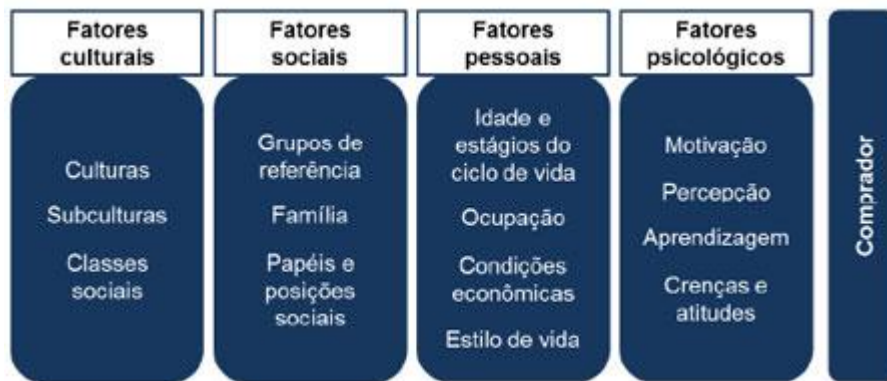 Fatores
culturais
Culturas
Subculturas
Classes
sociais
Fatores
sociais
Grupos de
referência
Família
Papéis e
posições
sociais
Fatores
pessoais
Idade e
estágios do
ciclo de vida
Ocupação
Condições
econômicas
Estilo de vida
Fatores
psicológicos
Motivação
Percepção
Aprendizagem
Crenças e
atitudes
Comprador